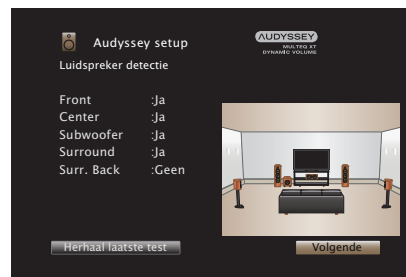 Audyssey setup
AUDYSSEY
MULTEQ XT
DYNAMIC VOLUME
Luidspreker detectie
Front :Ja
Center :Ja
Subwoofer :Ja
Surround :Ja
Surr. Back :Geen
Herhaal laatste test
Volgende